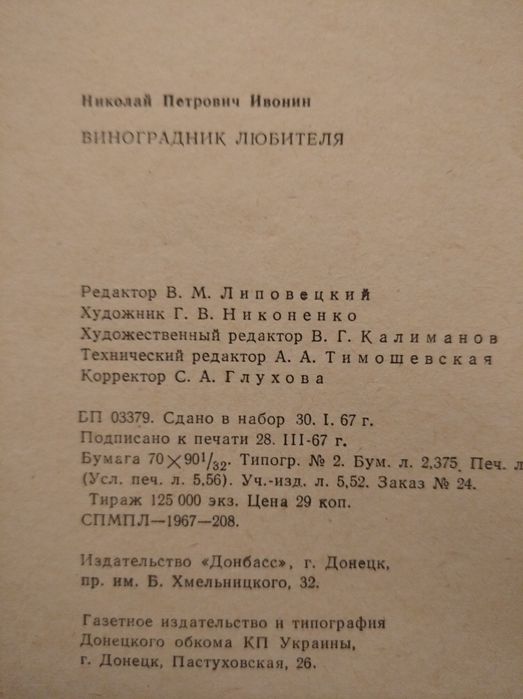 Николай Петрович Ивонин
ВИНОГРАДНИК ЛЮБИТЕЛЯ
Редактор В. М. Липовецкий
Художник Г. В. Никоненко
Художественный редактор В. Г. Калиманов
Технический редактор А. А. Тимошевская
Корректор С. А. Глухова
БП 03379. Сдано в набор 30. I. 67 г.
Подписано к печати 28. III-67 г.
Бумага 70×90¹/₃₂. Типогр. № 2. Бум. л. 2,375. Печ. л
(Усл. печ. л. 5,56). Уч.-изд. л. 5,52. Заказ № 24.
Тираж 125 000 экз. Цена 29 коп.
СПМПЛ—1967—208.
Издательство «Донбасс», г. Донецк,
пр. им. Б. Хмельницкого, 32.
Газетное издательство и типография
Донецкого обкома КП Украины,
г. Донецк, Пастуховская, 26.